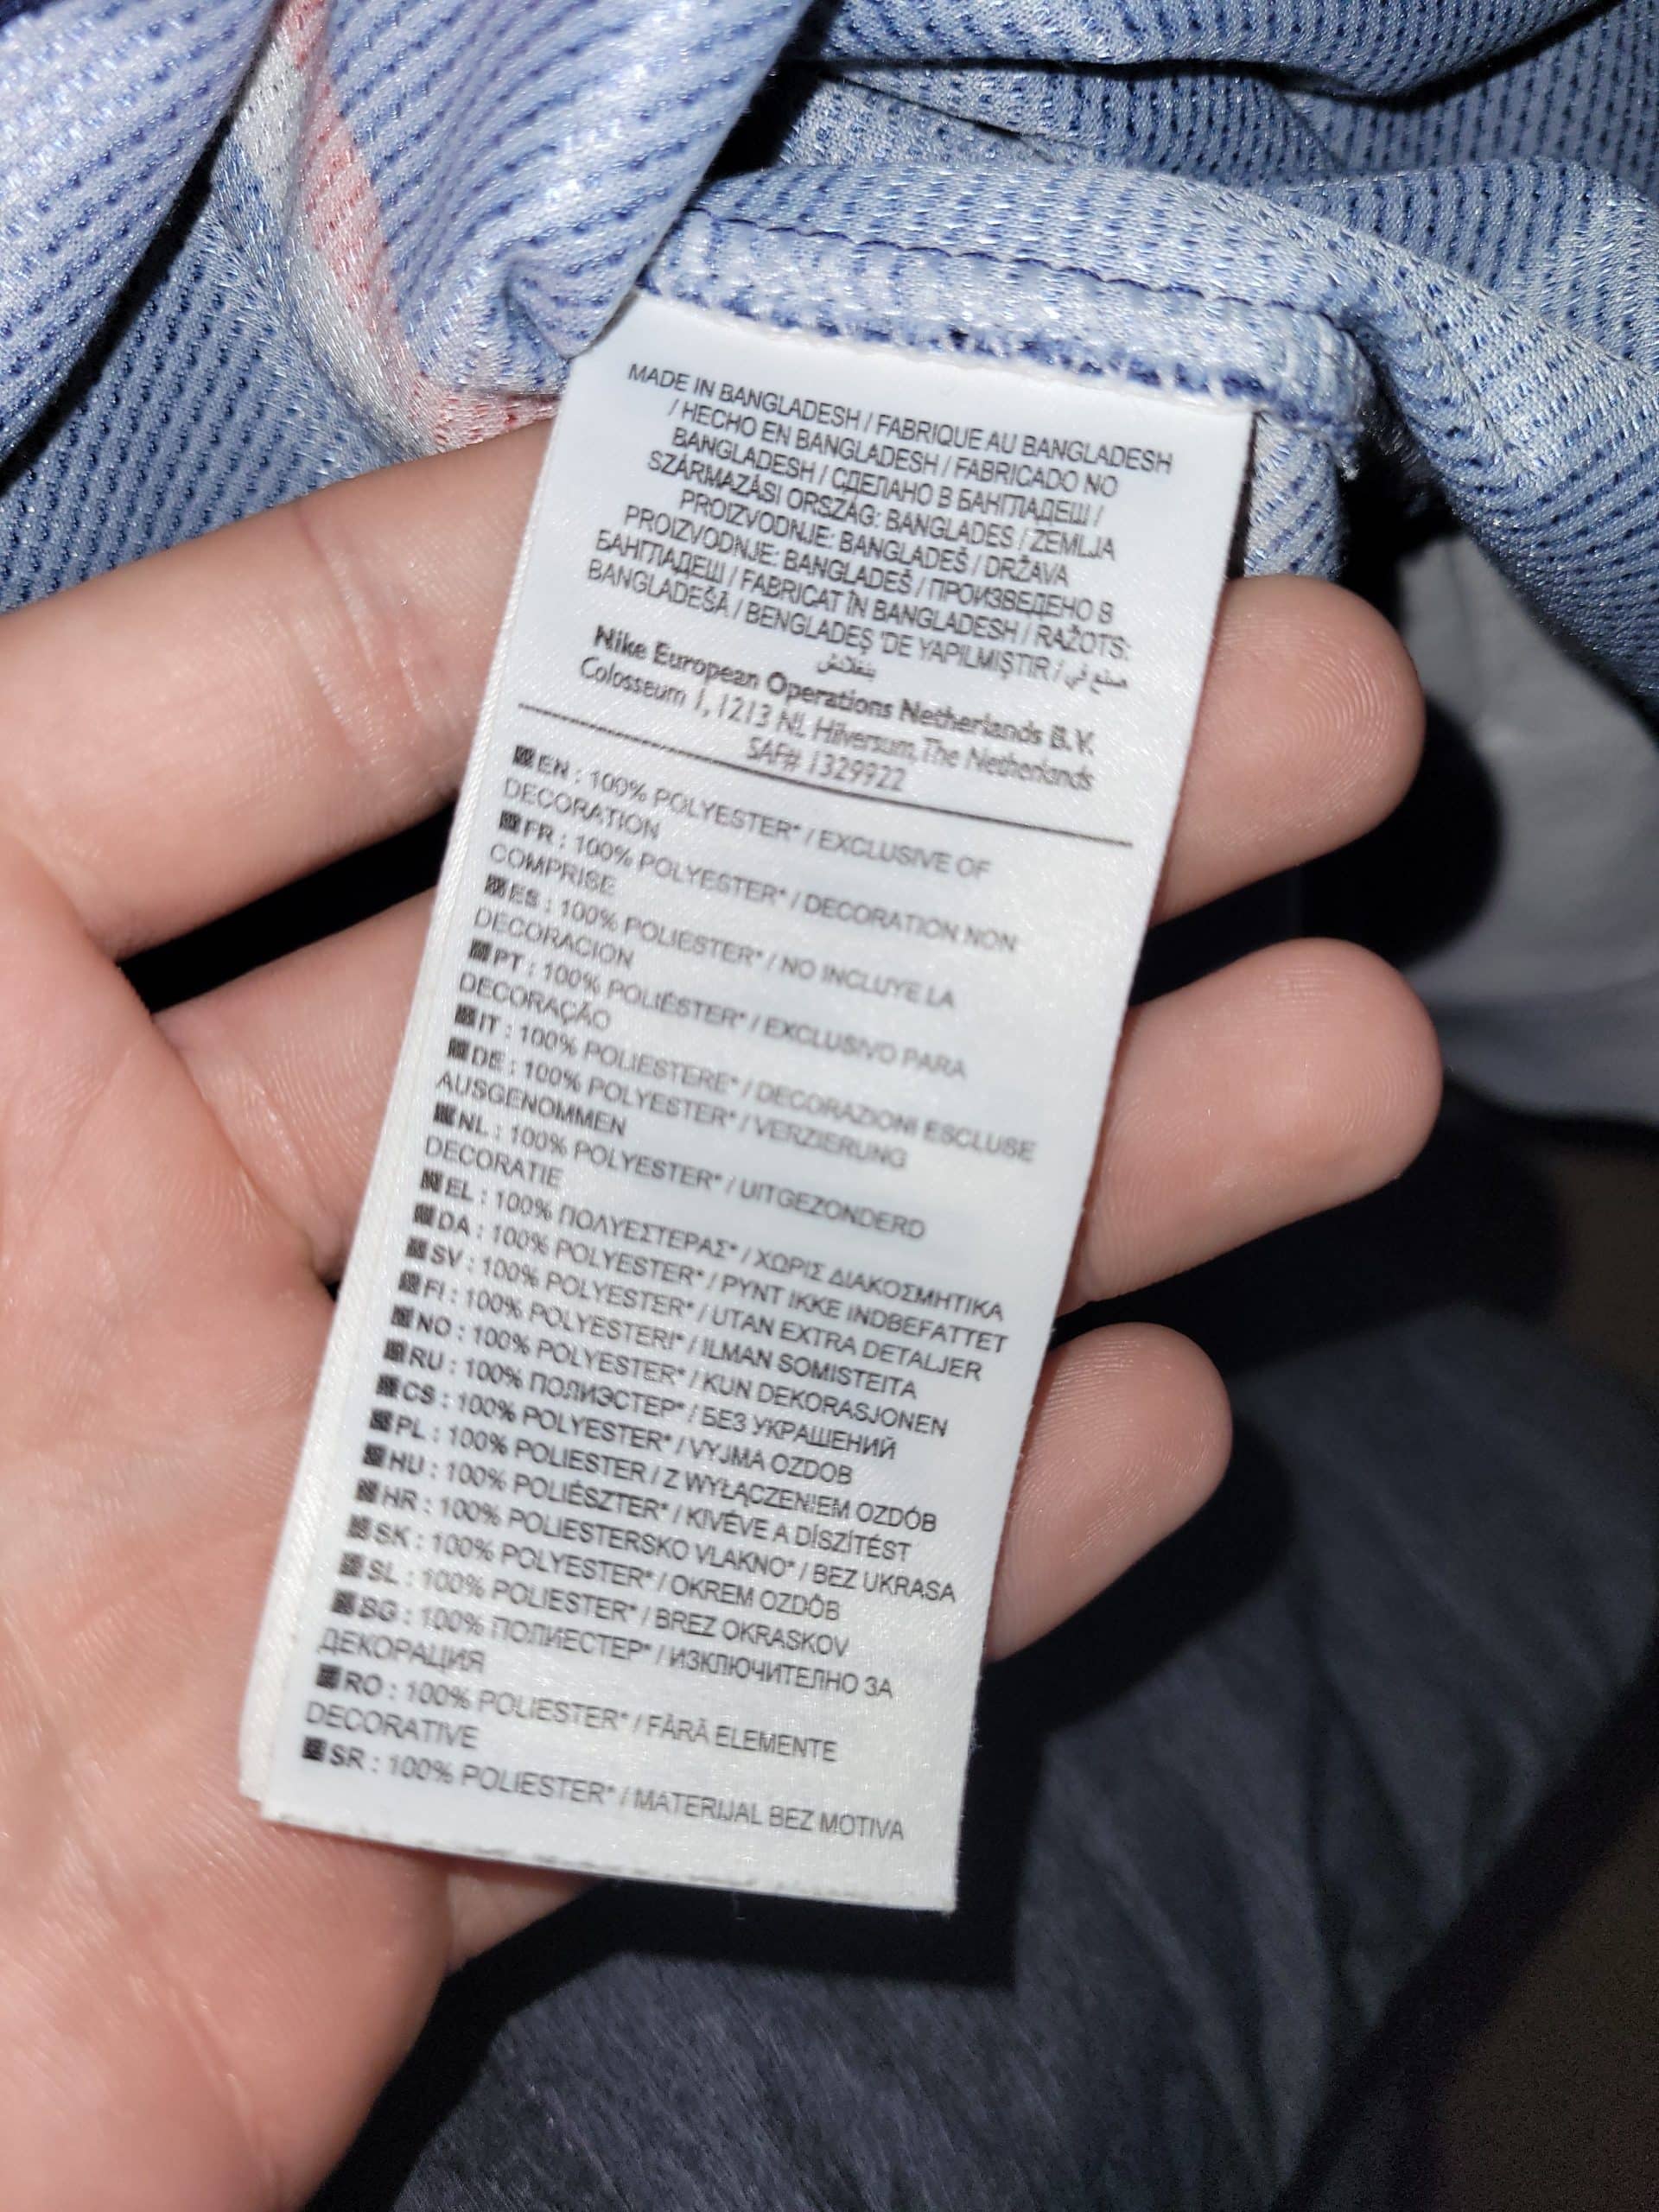 MADE IN BANGLADESH / FABRIQUE AU BANGLADESH
/ HECHO EN BANGLADESH / FABRICADO NO
BANGLADESH / СДЕЛАНО В БАНГЛАДЕШ /
SZÁRMAZÁSI ORSZÁG: BANGLADES / ZEMLJA
PROIZVODNJE: BANGLADEŠ / DRŽAVA
PROIZVODNJE: BANGLADEŠ / ПРОИЗВЕДЕНО В
БАНГЛАДЕШ / FABRICAT ÎN BANGLADESH / RAŽOTS:
BANGLADEŠĀ / BENGLADEŞ 'DE YAPILMIŞTIR / صنع في
بنغلادش
Nike European Operations Netherlands B.V.
Colosseum 1, 1213 NL Hilversum, The Netherlands
SAF# 1329922
EN : 100% POLYESTER* / EXCLUSIVE OF
DECORATION
FR : 100% POLYESTER* / DECORATION NON
COMPRISE
ES : 100% POLIESTER* / NO INCLUYE LA
DECORACION
PT : 100% POLIÉSTER* / EXCLUSIVO PARA
DECORAÇÃO
IT : 100% POLIESTERE* / DECORAZIONI ESCLUSE
DE : 100% POLYESTER* / VERZIERUNG
AUSGENOMMEN
NL : 100% POLYESTER* / UITGEZONDERD
DECORATIE
EL : 100% ΠΟΛΥΕΣΤΕΡΑΣ* / ΧΩΡΙΣ ΔΙΑΚΟΣΜΗΤΙΚΑ
DA : 100% POLYESTER* / PYNT IKKE INDBEFATTET
SV : 100% POLYESTER* / UTAN EXTRA DETALJER
FI : 100% POLYESTERI* / ILMAN SOMISTEITA
NO : 100% POLYESTER* / KUN DEKORASJONEN
RU : 100% ПОЛИЭСТЕР* / БЕЗ УКРАШЕНИЙ
CS : 100% POLYESTER* / VYJMA OZDOB
PL : 100% POLIESTER / Z WYŁĄCZENIEM OZDÓB
HU : 100% POLIÉSZTER* / KIVÉVE A DÍSZÍTÉST
HR : 100% POLIESTERSKO VLAKNO* / BEZ UKRASA
SK : 100% POLYESTER* / OKREM OZDÔB
SL : 100% POLIESTER* / BREZ OKRASKOV
BG : 100% ПОЛИЕСТЕР* / ИЗКЛЮЧИТЕЛНО ЗА
ДЕКОРАЦИЯ
RO : 100% POLIESTER* / FĂRĂ ELEMENTE
DECORATIVE
SR : 100% POLIESTER* / MATERIJAL BEZ MOTIVA